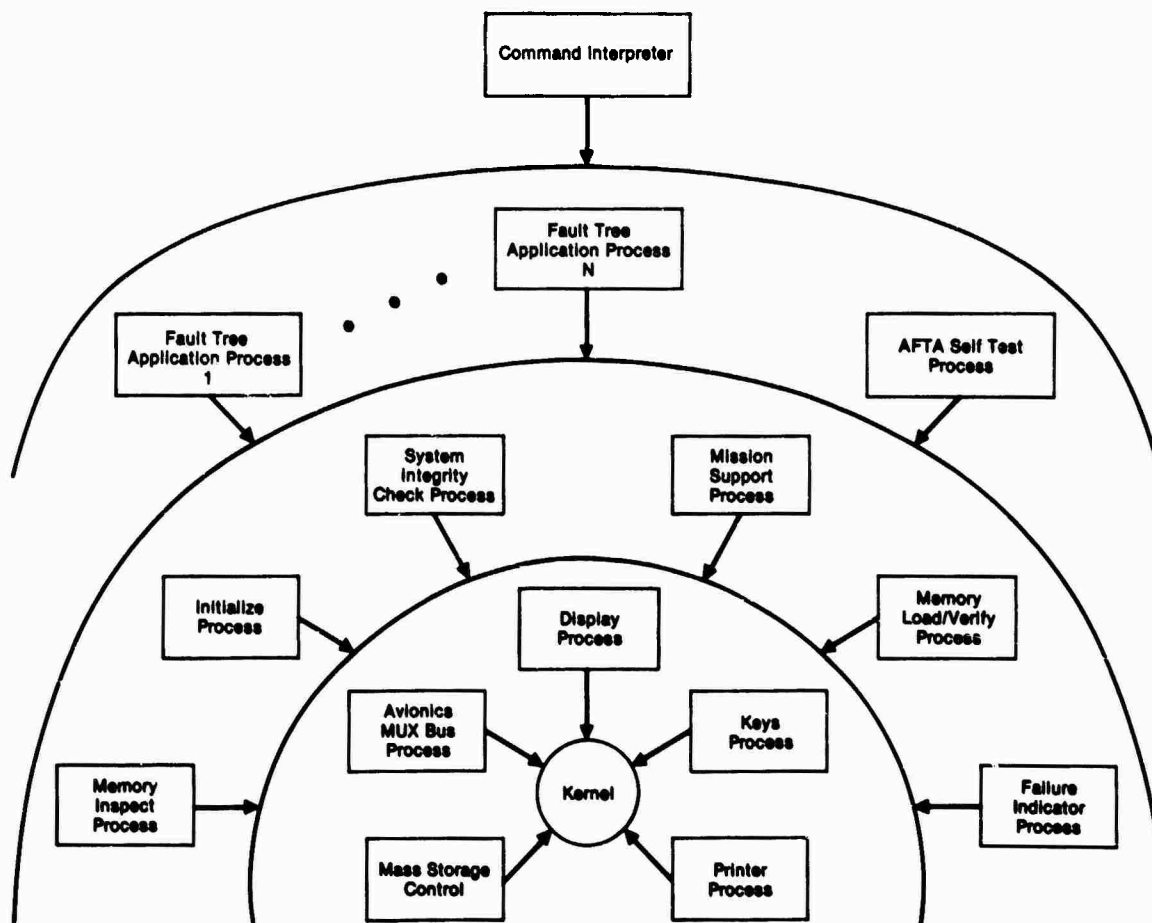 Command Interpreter
Fault Tree
Application Process
N
Fault Tree
Application Process
1
AFTA Self Test
Process
System
Integrity
Check Process
Mission
Support
Process
Initialize
Process
Display
Process
Memory
Load/Verify
Process
Avionics
MUX Bus
Process
Keys
Process
Memory
Inspect
Process
Kernel
Failure
Indicator
Process
Mass Storage
Control
Printer
Process